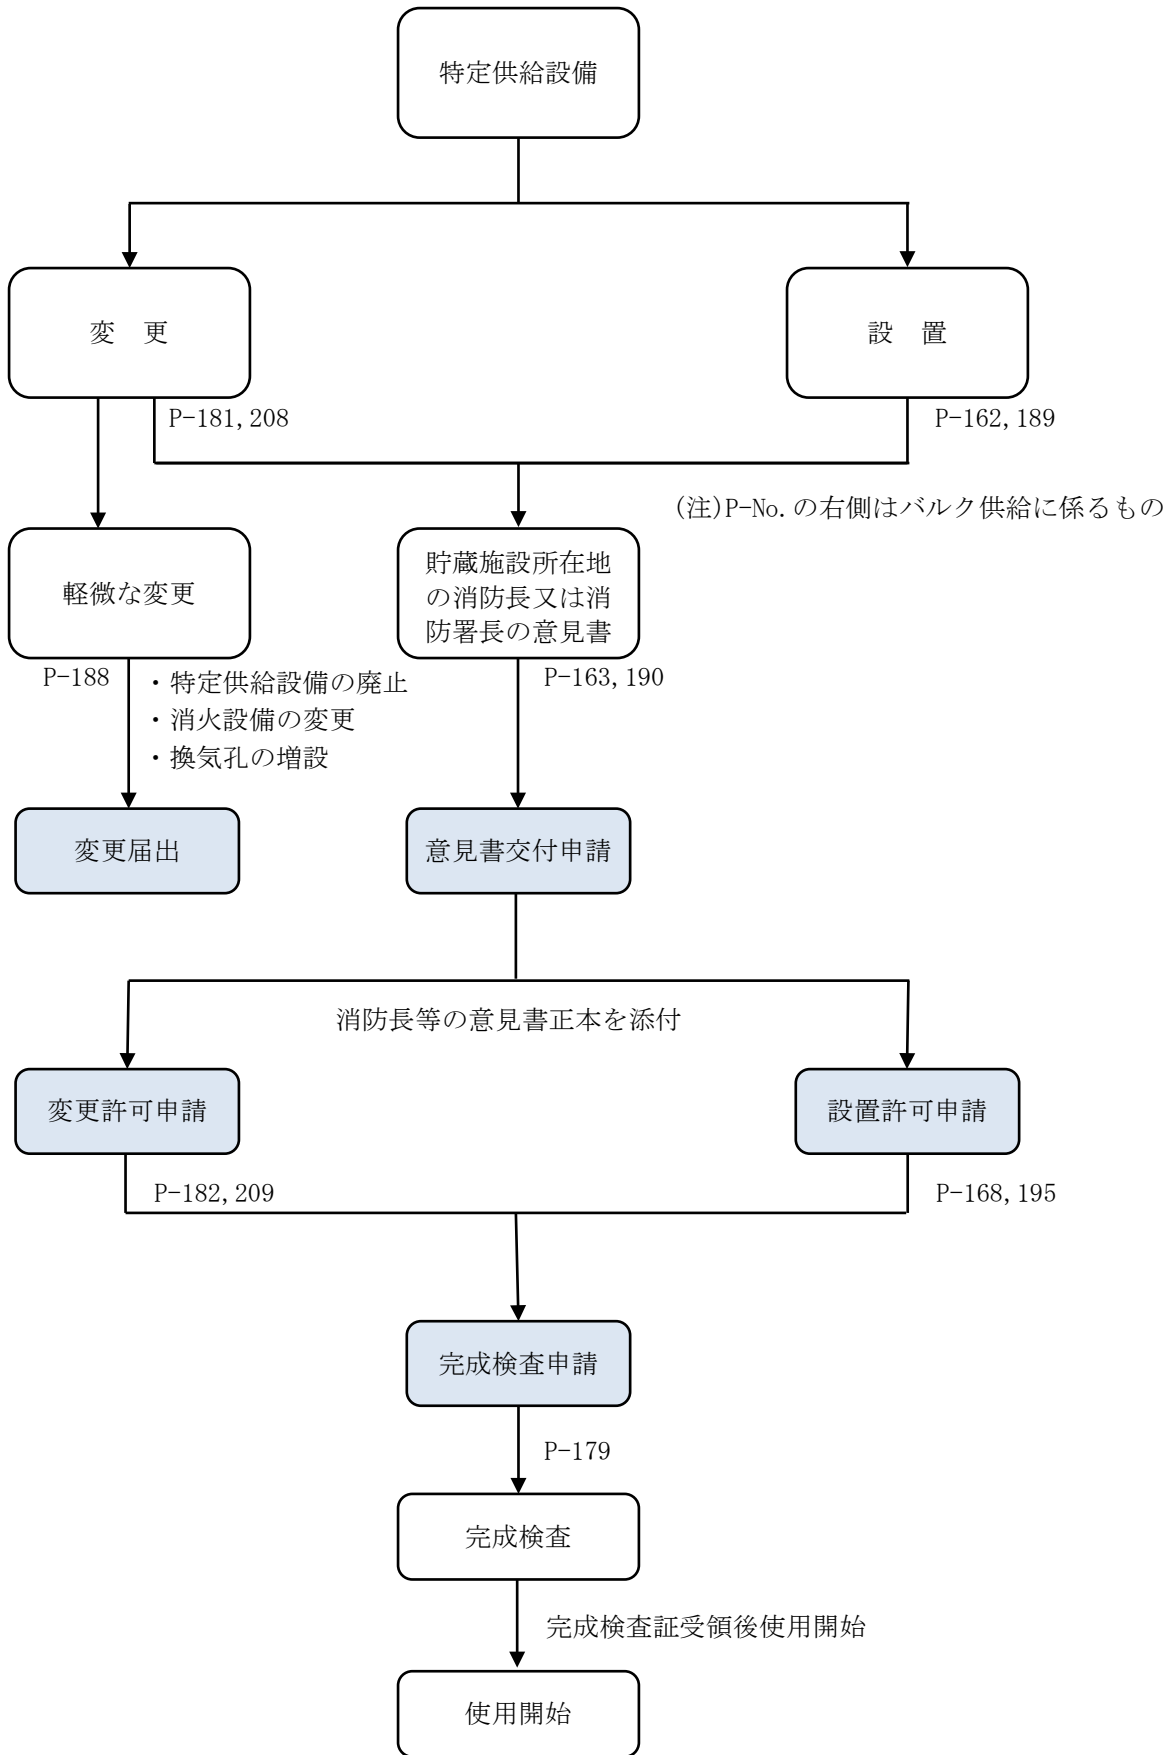 特定供給設備
変　更
設　置
P-181,208
P-162,189
(注)P-No.の右側はバルク供給に係るもの
軽微な変更
貯蔵施設所在地
の消防長又は消
防署長の意見書
P-188
・特定供給設備の廃止
・消火設備の変更
・換気孔の増設
P-163,190
変更届出
意見書交付申請
消防長等の意見書正本を添付
変更許可申請
設置許可申請
P-182,209
P-168,195
完成検査申請
P-179
完成検査
完成検査証受領後使用開始
使用開始